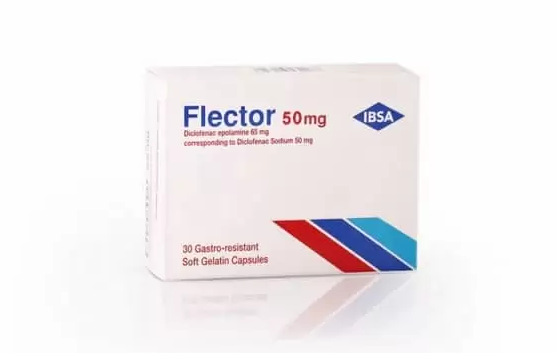 Flector 50mg
IBSA
Diclofenac epolamine 65 mg
corresponding to Diclofenac Sodium 50 mg
30 Gastro-resistant
Soft Gelatin Capsules